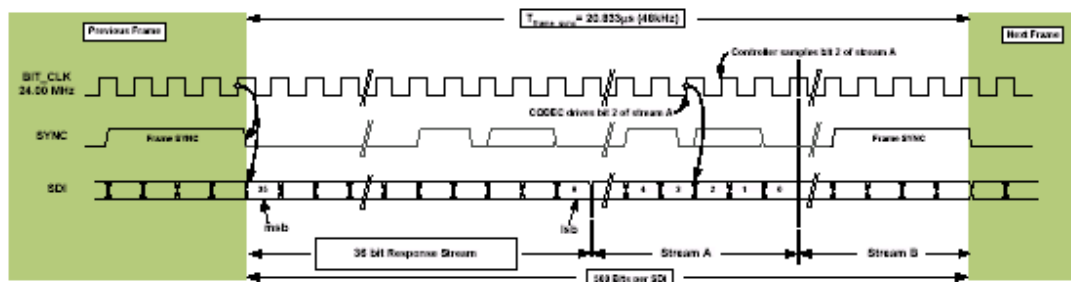 T frame_sync = 20.833µs (48kHz)
Previous Frame
Next Frame
Controller samples bit 2 of stream A
BIT_CLK
24.00 MHz
CODEC drives bit 2 of stream A
SYNC
Frame SYNC
Frame SYNC
SDI
35
0
4
3
2
1
0
msb
lsb
36 bit Response Stream
Stream A
Stream B
500 Bits per SDI